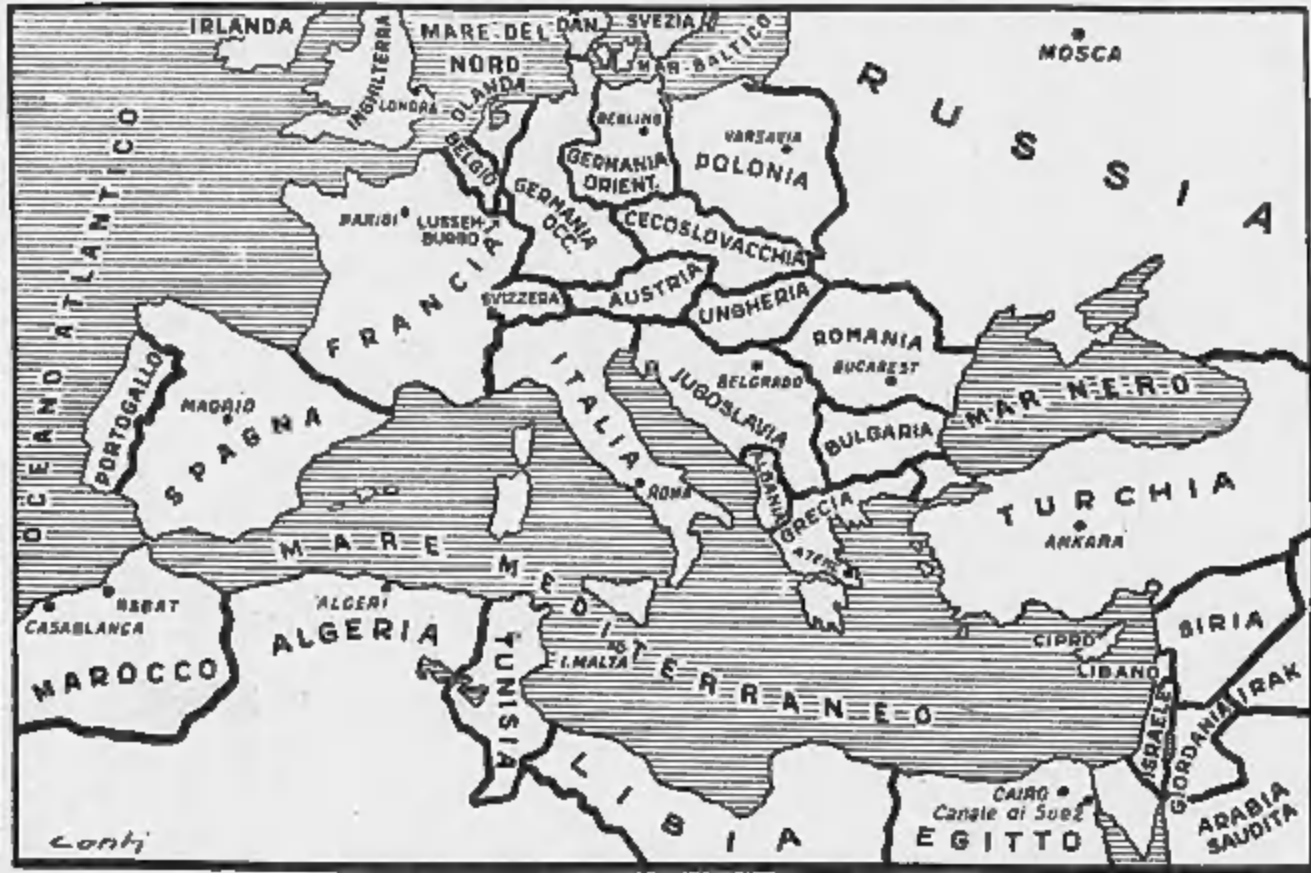 IRLANDA
MARE DEL
NORD
DAN.
SVEZIA
MAR BALTICO
MOSCA
RUSSIA
INGHILTERRA
LONDRA
OLANDA
BELGIO
BERLINO
GERMANIA
ORIENT.
VARSAVIA
POLONIA
OCEANO ATLANTICO
PARIGI
LUSSEM-
BURGO
GERMANIA
OCC.
CECOSLOVACCHIA
FRANCIA
SVIZZERA
AUSTRIA
UNGHERIA
ROMANIA
BUCAREST
PORTOGALLO
MADRID
SPAGNA
ITALIA
ROMA
JUGOSLAVIA
BELGRADO
BULGARIA
MAR NERO
ALBANIA
GRECIA
ATENE
TURCHIA
ANKARA
MARE MEDITERRANEO
RABAT
CASABLANCA
MAROCCO
ALGERI
ALGERIA
TUNISIA
I. MALTA
CIPRO
SIRIA
LIBANO
ISRAELE
GIORDANIA
IRAK
LIBIA
CAIRO
Canale di Suez
EGITTO
ARABIA
SAUDITA
conti